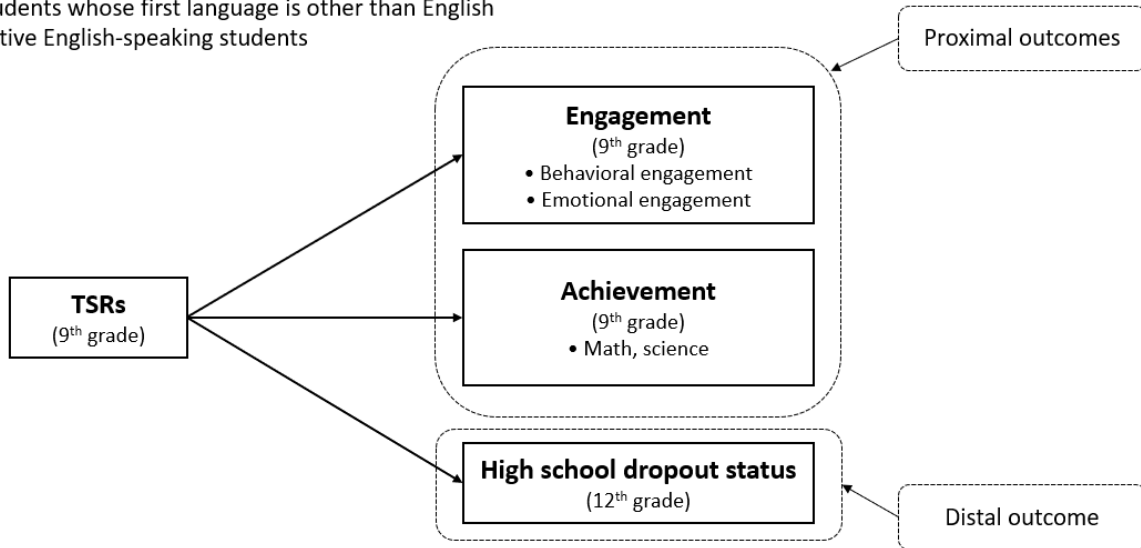 udents whose first language is other than English
tive English-speaking students
Proximal outcomes
Engagement
(9th grade)
• Behavioral engagement
• Emotional engagement
Achievement
(9th grade)
• Math, science
TSRs
(9th grade)
High school dropout status
(12th grade)
Distal outcome